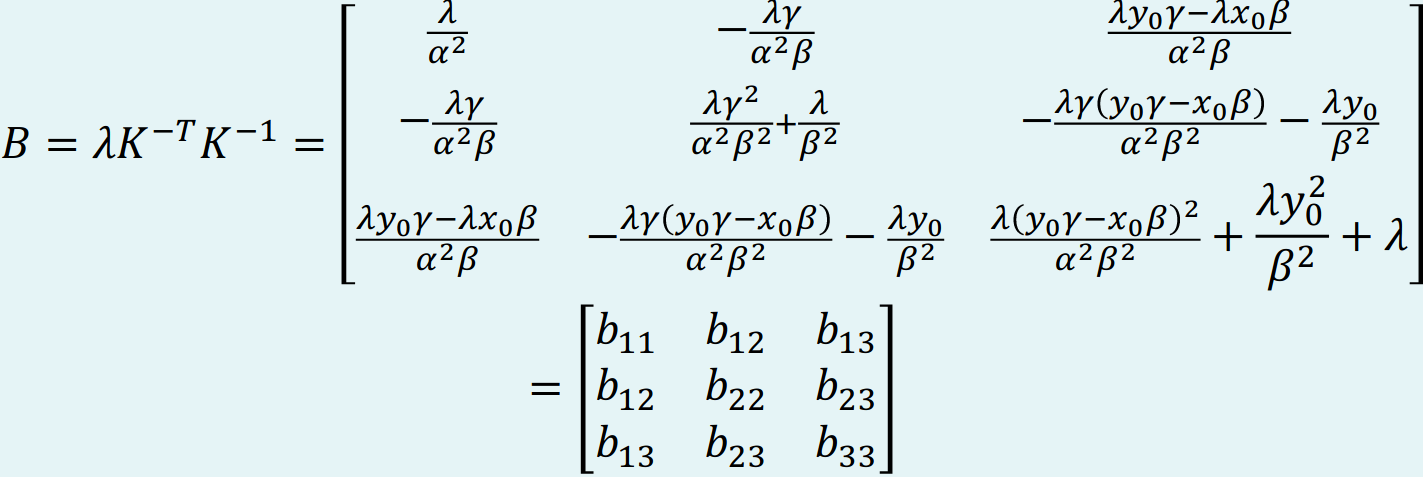 B = λK⁻ᵀK⁻¹ = [ λ/α²   −λγ/(α²β)   (λy₀γ−λx₀β)/(α²β)
−λγ/(α²β)   λγ²/(α²β²)+λ/β²   −λγ(y₀γ−x₀β)/(α²β²) − λy₀/β²
(λy₀γ−λx₀β)/(α²β)   −λγ(y₀γ−x₀β)/(α²β²) − λy₀/β²   λ(y₀γ−x₀β)²/(α²β²) + λy₀²/β² + λ ]
= [ b₁₁ b₁₂ b₁₃
b₁₂ b₂₂ b₂₃
b₁₃ b₂₃ b₃₃ ]